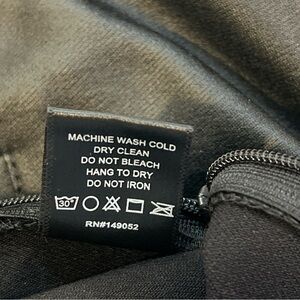 MACHINE WASH COLD
DRY CLEAN
DO NOT BLEACH
HANG TO DRY
DO NOT IRON
30°
RN#149052